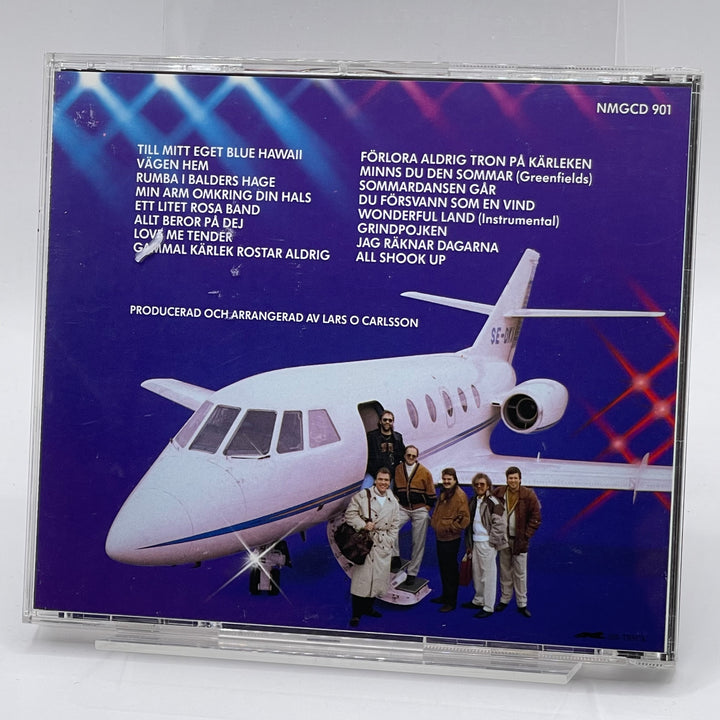 NMGCD 901
TILL MITT EGET BLUE HAWAII
VÄGEN HEM
RUMBA I BALDERS HAGE
MIN ARM OMKRING DIN HALS
ETT LITET ROSA BAND
ALLT BEROR PÅ DEJ
LOVE ME TENDER
GAMMAL KÄRLEK ROSTAR ALDRIG
FÖRLORA ALDRIG TRON PÅ KÄRLEKEN
MINNS DU DEN SOMMAR (Greenfields)
SOMMARDANSEN GÅR
DU FÖRSVANN SOM EN VIND
WONDERFUL LAND (Instrumental)
GRINDPOJKEN
JAG RÄKNAR DAGARNA
ALL SHOOK UP
PRODUCERAD OCH ARRANGERAD AV LARS O CARLSSON